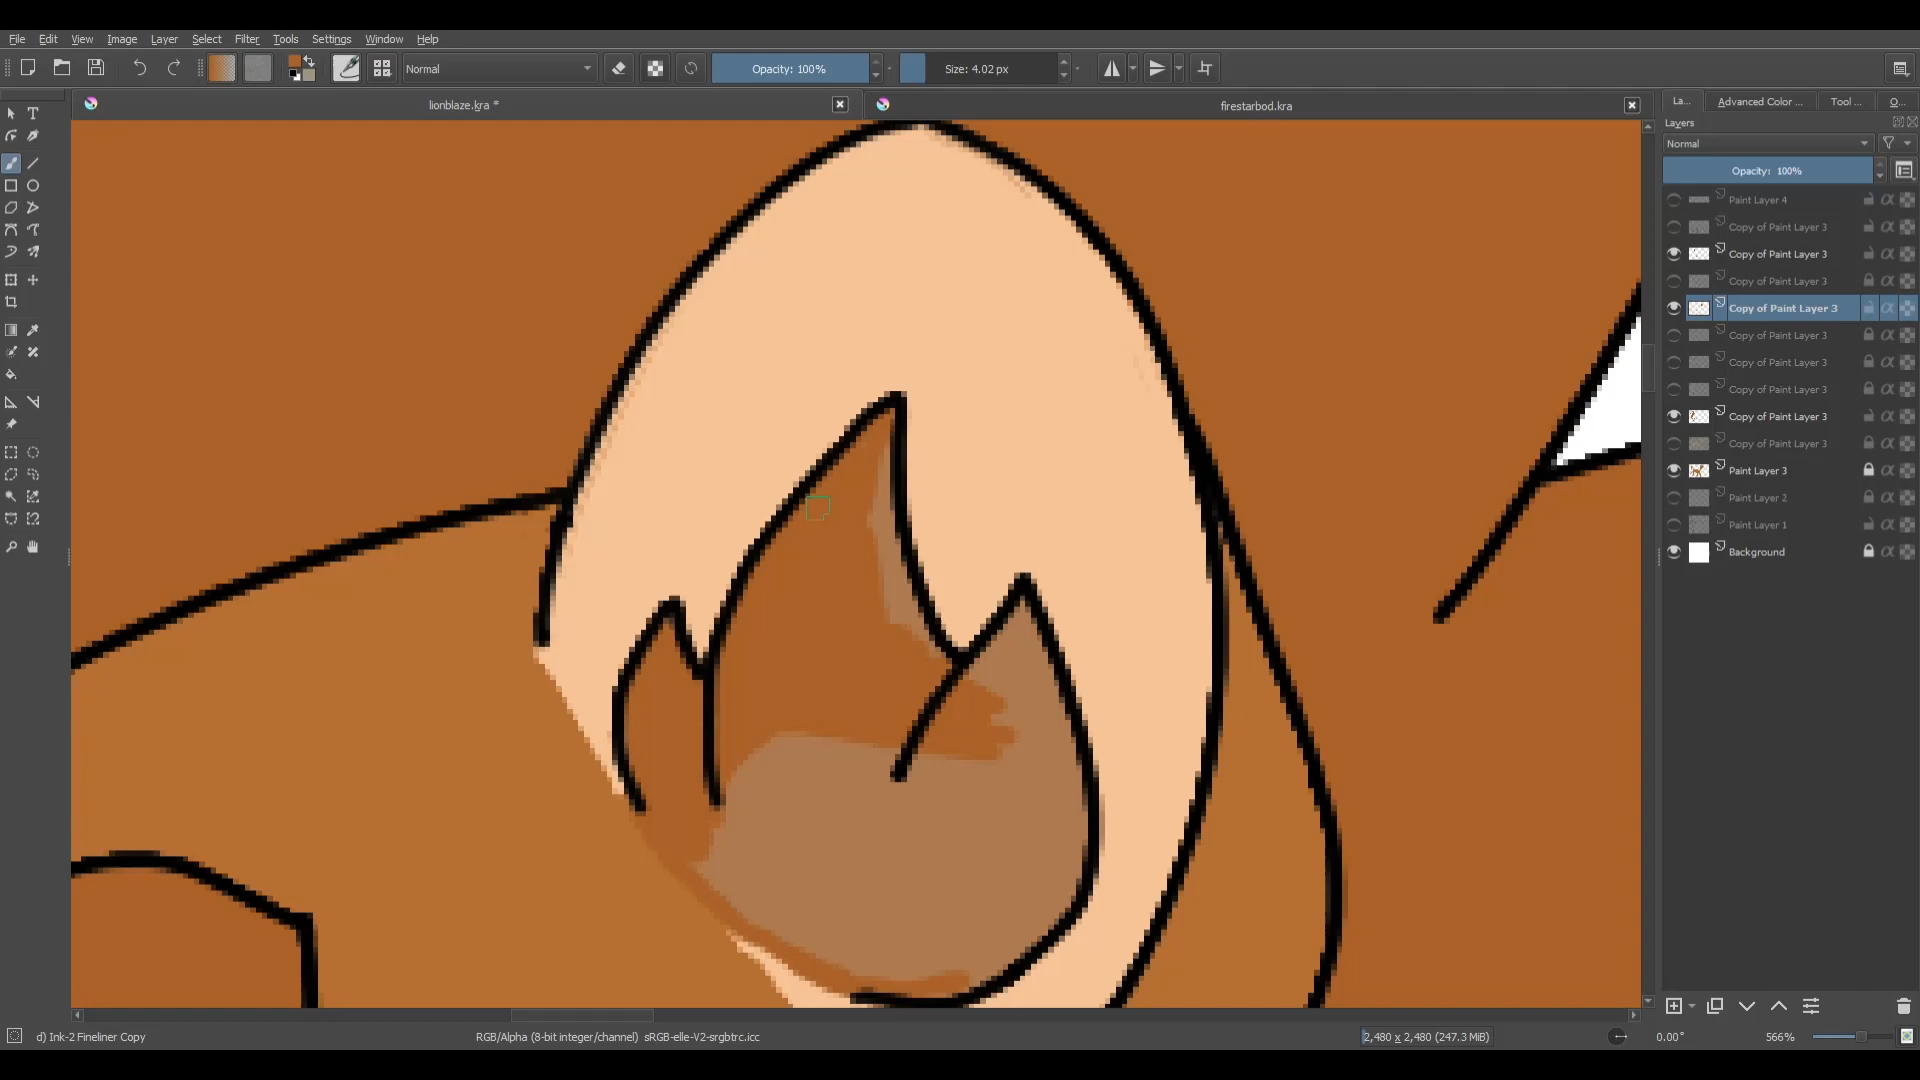 File Edit View Image Layer Select Filter Tools Settings Window Help
Normal
Opacity: 100%
Size: 4.02 px
lionblaze.kra *
firestarbod.kra
La... Advanced Color ... Tool ... O...
Layers
Normal
Opacity: 100%
Paint Layer 4
Copy of Paint Layer 3
Copy of Paint Layer 3
Copy of Paint Layer 3
Copy of Paint Layer 3
Copy of Paint Layer 3
Copy of Paint Layer 3
Copy of Paint Layer 3
Copy of Paint Layer 3
Copy of Paint Layer 3
Paint Layer 3
Paint Layer 2
Paint Layer 1
Background
d) Ink-2 Fineliner Copy
RGB/Alpha (8-bit integer/channel) sRGB-elle-V2-srgbtrc.icc
2,480 x 2,480 (247.3 MiB)
0.00°
566%